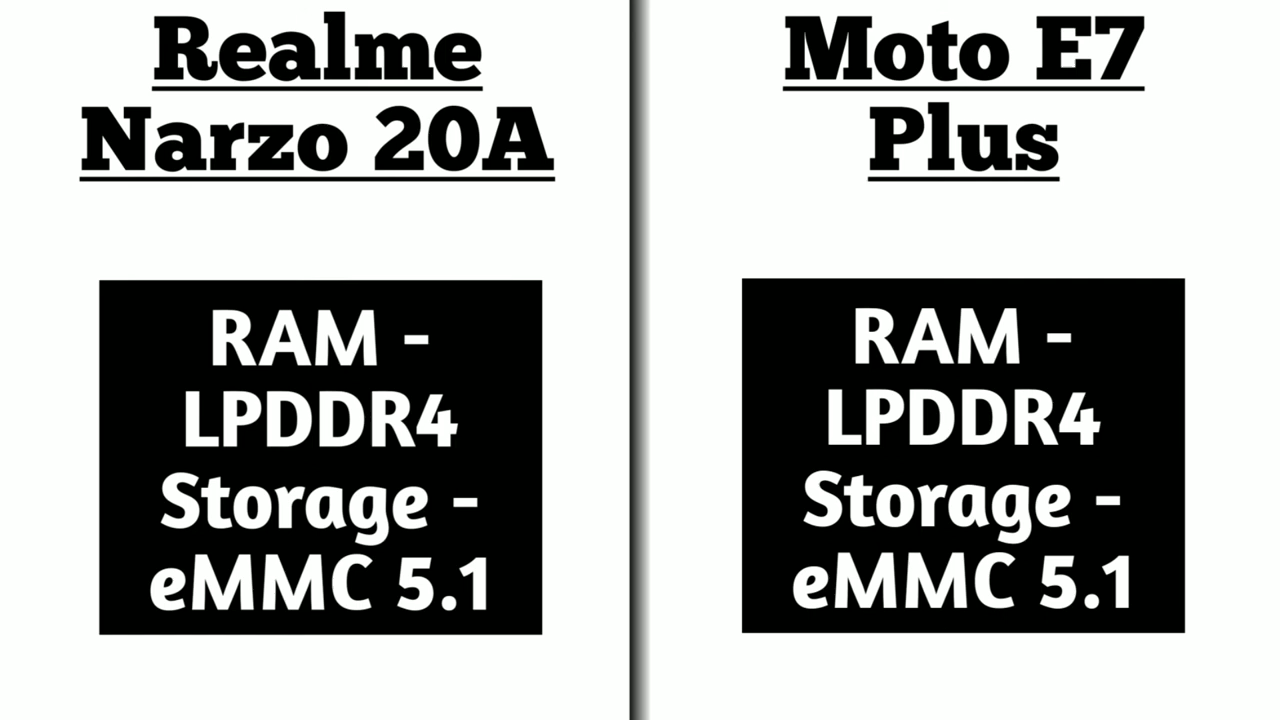 Realme
Narzo 20A
RAM -
LPDDR4
Storage -
eMMC 5.1
Moto E7
Plus
RAM -
LPDDR4
Storage -
eMMC 5.1